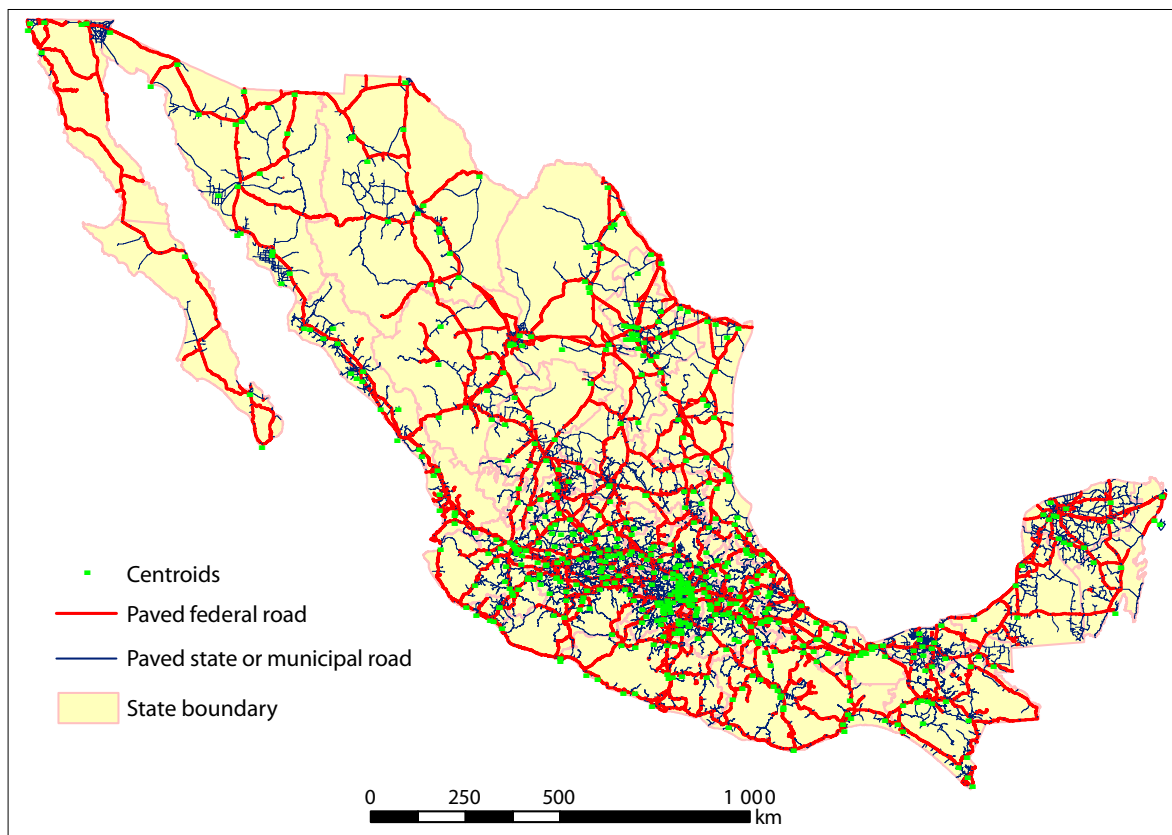 Centroids
Paved federal road
Paved state or municipal road
State boundary
0 250 500 1 000
km